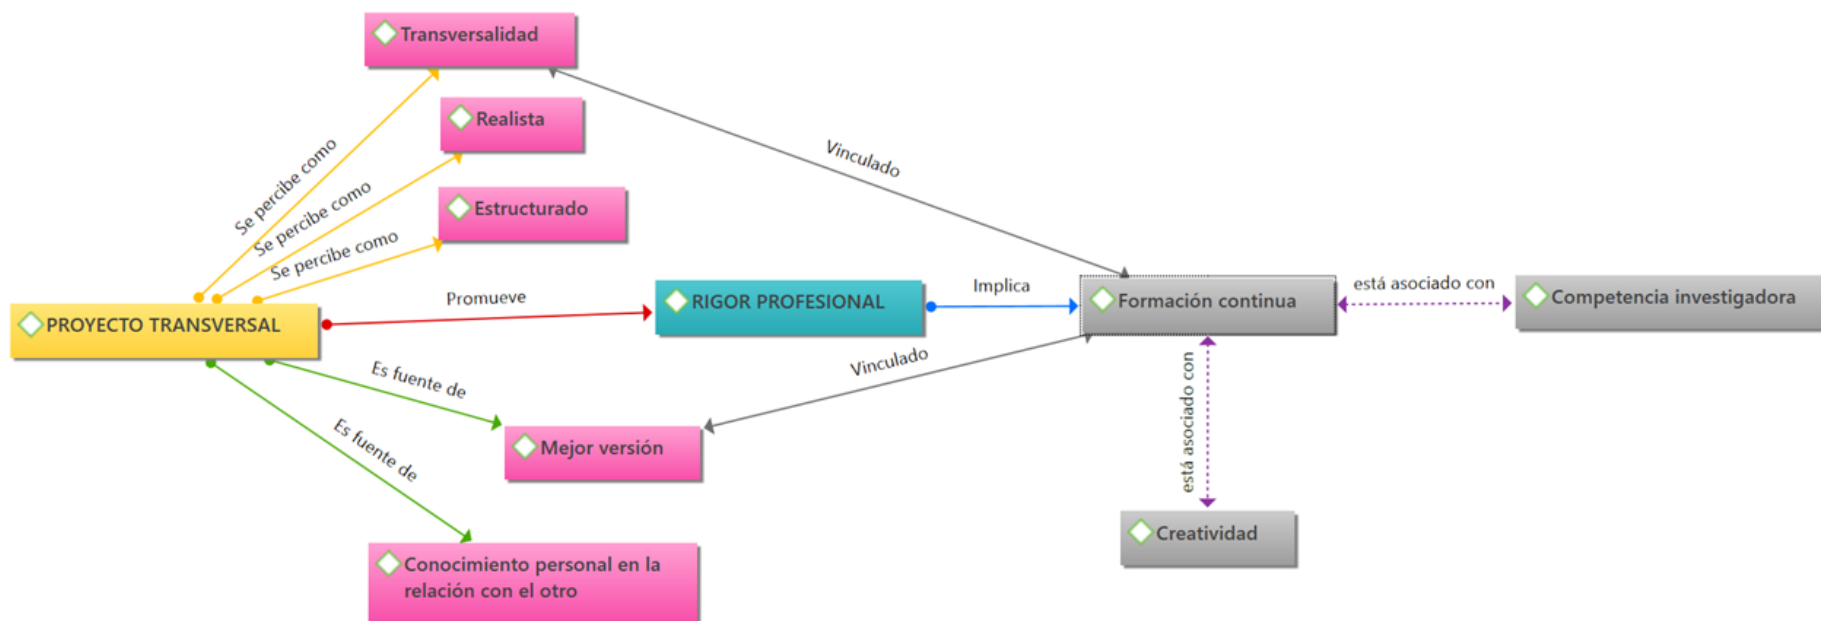 Transversalidad
Realista
Estructurado
Se percibe como
Se percibe como
Se percibe como
Vinculado
PROYECTO TRANSVERSAL
Promueve
RIGOR PROFESIONAL
Implica
Formación continua
está asociado con
Competencia investigadora
Es fuente de
Vinculado
está asociado con
Mejor versión
Es fuente de
Creatividad
Conocimiento personal en la
relación con el otro